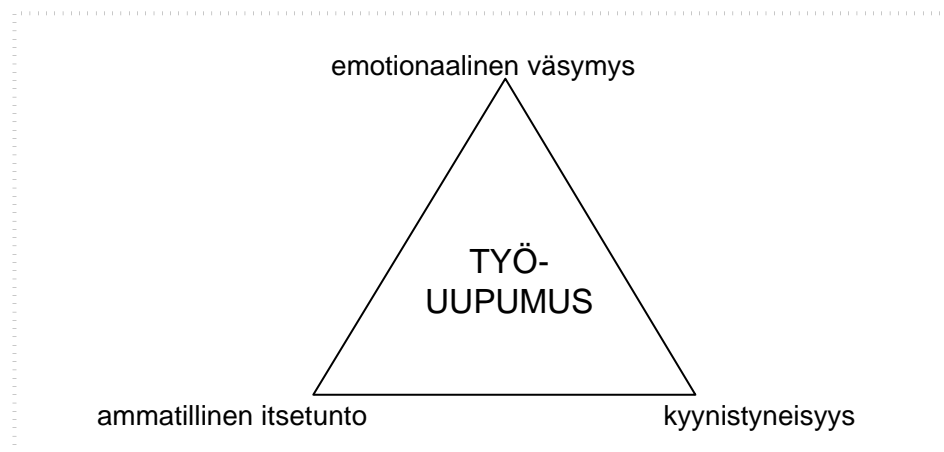 emotionaalinen väsymys
TYÖ-
UUPUMUS
ammatillinen itsetunto
kyynistyneisyys